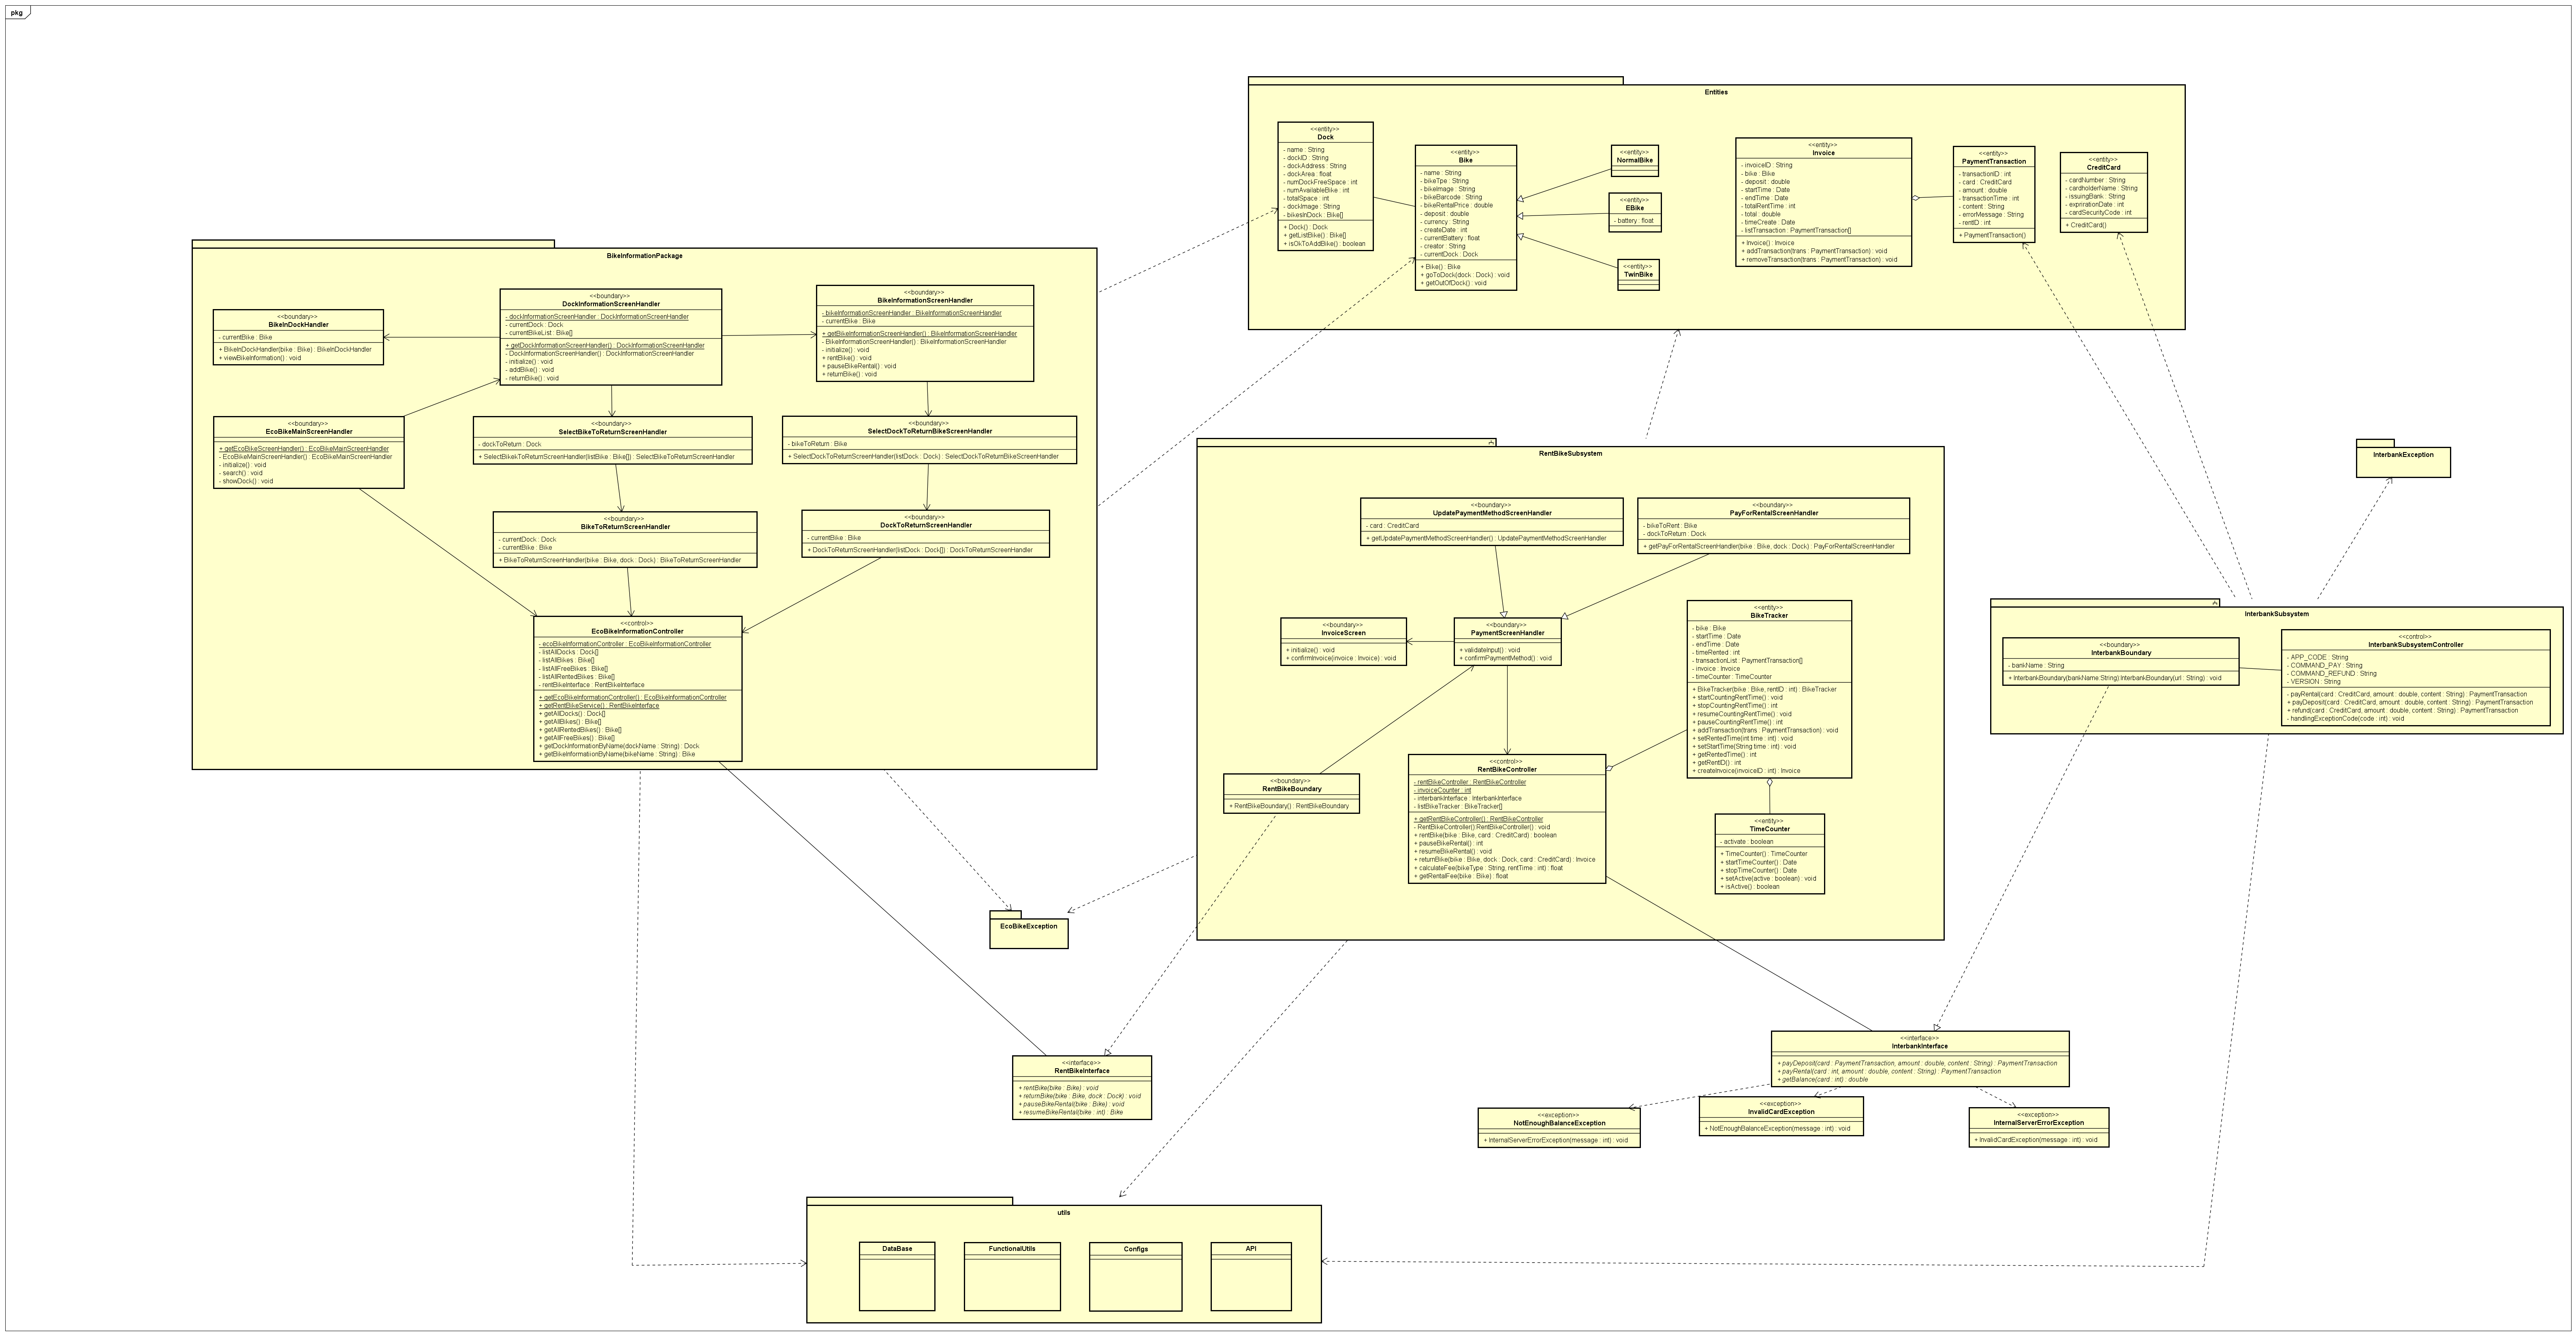 pkg
Entities
<<entity>>
Dock
- name : String
- dockID : String
- dockAddress : String
- dockArea : float
- numDockFreeSpace : int
- numAvailableBike : int
- totalSpace : int
- dockImage : String
- bikesInDock : Bike[]
+ Dock() : Dock
+ getListBike() : Bike[]
+ isOkToAddBike() : boolean
<<entity>>
Bike
- name : String
- bikeTpe : String
- bikeImage : String
- bikeBarcode : String
- bikeRentalPrice : double
- deposit : double
- currency : String
- createDate : int
- currentBattery : float
- creator : String
- currentDock : Dock
+ Bike() : Bike
+ goToDock(dock : Dock) : void
+ getOutOfDock() : void
<<entity>>
NormalBike
<<entity>>
EBike
- battery : float
<<entity>>
TwinBike
<<entity>>
Invoice
- invoiceID : String
- bike : Bike
- deposit : double
- startTime : Date
- endTime : Date
- totalRentTime : int
- total : double
- timeCreate : Date
- listTransaction : PaymentTransaction[]
+ Invoice() : Invoice
+ addTransaction(trans : PaymentTransaction) : void
+ removeTransaction(trans : PaymentTransaction) : void
<<entity>>
PaymentTransaction
- transactionID : int
- card : CreditCard
- amount : double
- transactionTime : int
- content : String
- errorMessage : String
- rentID : int
+ PaymentTransaction()
<<entity>>
CreditCard
- cardNumber : String
- cardholderName : String
- issuingBank : String
- exprirationDate : int
- cardSecurityCode : int
+ CreditCard()
BikeInformationPackage
<<boundary>>
BikeInDockHandler
- currentBike : Bike
+ BikeInDockHandler(bike : Bike) : BikeInDockHandler
+ viewBikeInformation() : void
<<boundary>>
DockInformationScreenHandler
- dockInformationScreenHandler : DockInformationScreenHandler
- currentDock : Dock
- currentBikeList : Bike[]
+ getDockInformationScreenHandler() : DockInformationScreenHandler
- DockInformationScreenHandler() : DockInformationScreenHandler
- initialize() : void
- addBike() : void
- returnBike() : void
<<boundary>>
BikeInformationScreenHandler
- bikeInformationScreenHandler : BikeInformationScreenHandler
- currentBike : Bike
+ getBikeInformationScreenHandler() : BikeInformationScreenHandler
- BikeInformationScreenHandler() : BikeInformationScreenHandler
- initialize() : void
+ rentBike() : void
+ pauseBikeRental() : void
+ returnBike() : void
<<boundary>>
EcoBikeMainScreenHandler
+ getEcoBikeScreenHandler() : EcoBikeMainScreenHandler
- EcoBikeMainScreenHandler() : EcoBikeMainScreenHandler
- initialize() : void
- search() : void
- showDock() : void
<<boundary>>
SelectBikeToReturnScreenHandler
- dockToReturn : Dock
+ SelectBikekToReturnScreenHandler(listBike : Bike[]) : SelectBikeToReturnScreenHandler
<<boundary>>
SelectDockToReturnBikeScreenHandler
- bikeToReturn : Bike
+ SelectDockToReturnScreenHandler(listDock : Dock) : SelectDockToReturnBikeScreenHandler
<<boundary>>
BikeToReturnScreenHandler
- currentDock : Dock
- currentBike : Bike
+ BikeToReturnScreenHandler(bike : Bike, dock : Dock) : BikeToReturnScreenHandler
<<boundary>>
DockToReturnScreenHandler
- currentBike : Bike
+ DockToReturnScreenHandler(listDock : Dock[]) : DockToReturnScreenHandler
<<control>>
EcoBikeInformationController
- ecoBikeInformationController : EcoBikeInformationController
- listAllDocks : Dock[]
- listAllBikes : Bike[]
- listAllFreeBikes : Bike[]
- listAllRentedBikes : Bike[]
- rentBikeInterface : RentBikeInterface
+ getEcoBikeInformationController() : EcoBikeInformationController
+ getRentBikeService() : RentBikeInterface
+ getAllDocks() : Dock[]
+ getAllBikes() : Bike[]
+ getAllRentedBikes() : Bike[]
+ getAllFreeBikes() : Bike[]
+ getDockInformationByName(dockName : String) : Dock
+ getBikeInformationByName(bikeName : String) : Bike
RentBikeSubsystem
<<boundary>>
UpdatePaymentMethodScreenHandler
- card : CreditCard
+ getUpdatePaymentMethodScreenHandler() : UpdatePaymentMethodScreenHandler
<<boundary>>
PayForRentalScreenHandler
- bikeToRent : Bike
- dockToReturn : Dock
+ getPayForRentalScreenHandler(bike : Bike, dock : Dock) : PayForRentalScreenHandler
<<boundary>>
InvoiceScreen
+ initialize() : void
+ confirmInvoice(invoice : Invoice) : void
<<boundary>>
PaymentScreenHandler
+ validateInput() : void
+ confirmPaymentMethod() : void
<<entity>>
BikeTracker
- bike : Bike
- startTime : Date
- endTime : Date
- timeRented : int
- transactionList : PaymentTransaction[]
- invoice : Invoice
- timeCounter : TimeCounter
+ BikeTracker(bike : Bike, rentID : int) : BikeTracker
+ startCountingRentTime() : void
+ stopCountingRentTime() : int
+ resumeCountingRentTime() : void
+ pauseCountingRentTime() : int
+ addTransaction(trans : PaymentTransaction) : void
+ setRentedTime(int time : int) : void
+ setStartTime(String time : int) : void
+ getRentedTime() : int
+ getRentID() : int
+ createInvoice(invoiceID : int) : Invoice
<<boundary>>
RentBikeBoundary
+ RentBikeBoundary() : RentBikeBoundary
<<control>>
RentBikeController
- rentBikeController : RentBikeController
- invoiceCounter : int
- interbankInterface : InterbankInterface
- listBikeTracker : BikeTracker[]
+ getRentBikeController() : RentBikeController
- RentBikeController():RentBikeController() : void
+ rentBike(bike : Bike, card : CreditCard) : boolean
+ pauseBikeRental() : int
+ resumeBikeRental() : void
+ returnBike(bike : Bike, dock : Dock, card : CreditCard) : Invoice
+ calculateFee(bikeType : String, rentTime : int) : float
+ getRentalFee(bike : Bike) : float
<<entity>>
TimeCounter
- activate : boolean
+ TimeCounter() : TimeCounter
+ startTimeCounter() : Date
+ stopTimeCounter() : Date
+ setActive(active : boolean) : void
+ isActive() : boolean
InterbankException
InterbankSubsystem
<<boundary>>
InterbankBoundary
- bankName : String
+ InterbankBoundary(bankName:String):InterbankBoundary(url : String) : void
<<control>>
InterbankSubsystemController
- APP_CODE : String
- COMMAND_PAY : String
- COMMAND_REFUND : String
- VERSION : String
- payRental(card : CreditCard, amount : double, content : String) : PaymentTransaction
+ payDeposit(card : CreditCard, amount : double, content : String) : PaymentTransaction
+ refund(card : CreditCard, amount : double, content : String) : PaymentTransaction
- handlingExceptionCode(code : int) : void
EcoBikeException
<<interface>>
RentBikeInterface
+ rentBike(bike : Bike) : void
+ returnBike(bike : Bike, dock : Dock) : void
+ pauseBikeRental(bike : Bike) : void
+ resumeBikeRental(bike : int) : Bike
<<interface>>
InterbankInterface
+ payDeposit(card : PaymentTransaction, amount : double, content : String) : PaymentTransaction
+ payRental(card : int, amount : double, content : String) : PaymentTransaction
+ getBalance(card : int) : double
<<exception>>
NotEnoughBalanceException
+ InternalServerErrorException(message : int) : void
<<exception>>
InvalidCardException
+ NotEnoughBalanceException(message : int) : void
<<exception>>
InternalServerErrorException
+ InvalidCardException(message : int) : void
utils
DataBase
FunctionalUtils
Configs
API